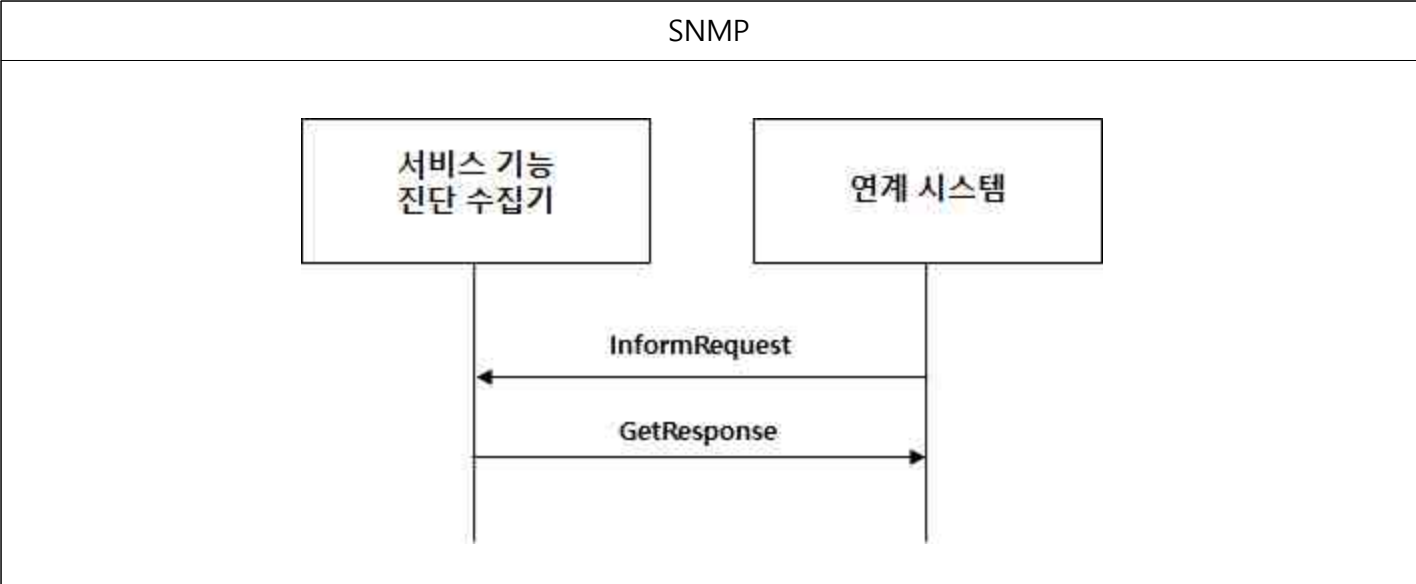 SNMP
서비스 기능
진단 수집기
연계 시스템
InformRequest
GetResponse